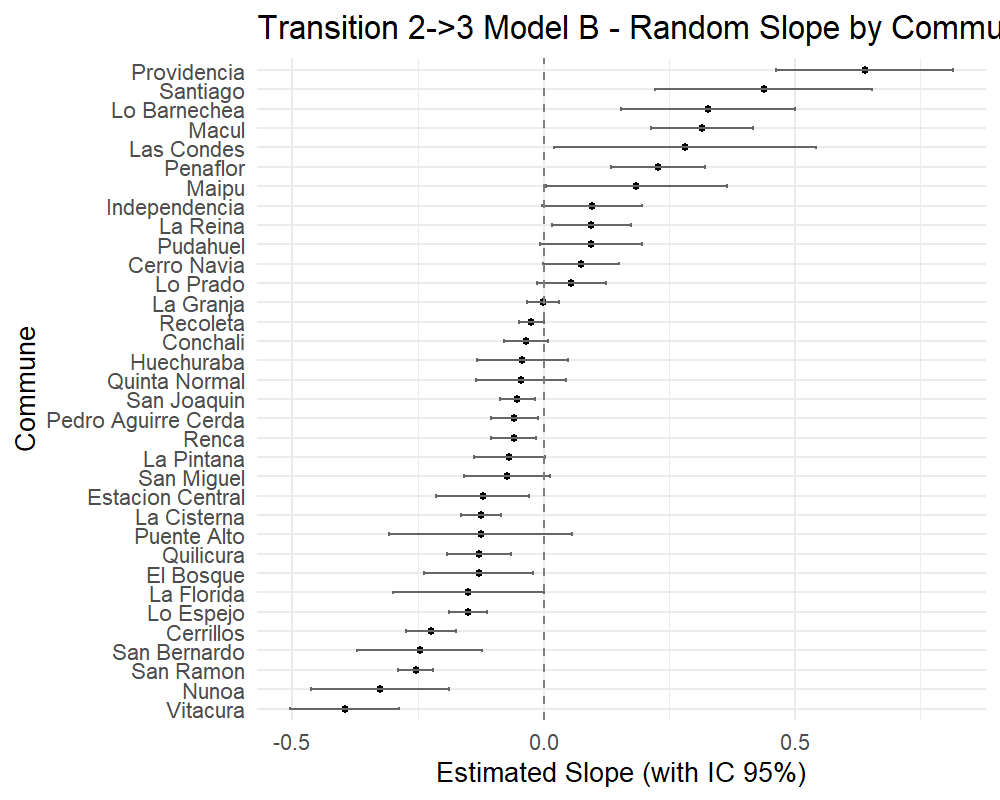 Transition 2->3 Model B - Random Slope by Commu
Providencia
Santiago
Lo Barnechea
Macul
Las Condes
Penaflor
Maipu
Independencia
La Reina
Pudahuel
Cerro Navia
Lo Prado
La Granja
Recoleta
Conchali
Huechuraba
Quinta Normal
San Joaquin
Pedro Aguirre Cerda
Renca
La Pintana
San Miguel
Estacion Central
La Cisterna
Puente Alto
Quilicura
El Bosque
La Florida
Lo Espejo
Cerrillos
San Bernardo
San Ramon
Nunoa
Vitacura
Commune
-0.5 0.0 0.5
Estimated Slope (with IC 95%)